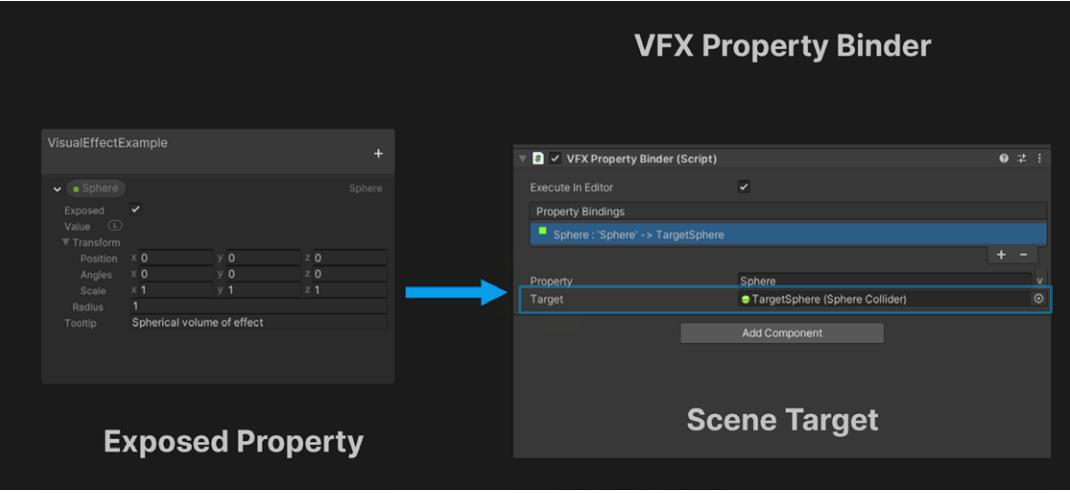 VFX Property Binder
VisualEffectExample
+
Sphere Sphere
Exposed
Value L
Transform
Position x 0 y 0 z 0
Angles x 0 y 0 z 0
Scale x 1 y 1 z 1
Radius 1
Tooltip Spherical volume of effect
Exposed Property
# VFX Property Binder (Script)
Execute In Editor
Property Bindings
Sphere : 'Sphere' -> TargetSphere
+ -
Property Sphere v
Target TargetSphere (Sphere Collider)
Add Component
Scene Target